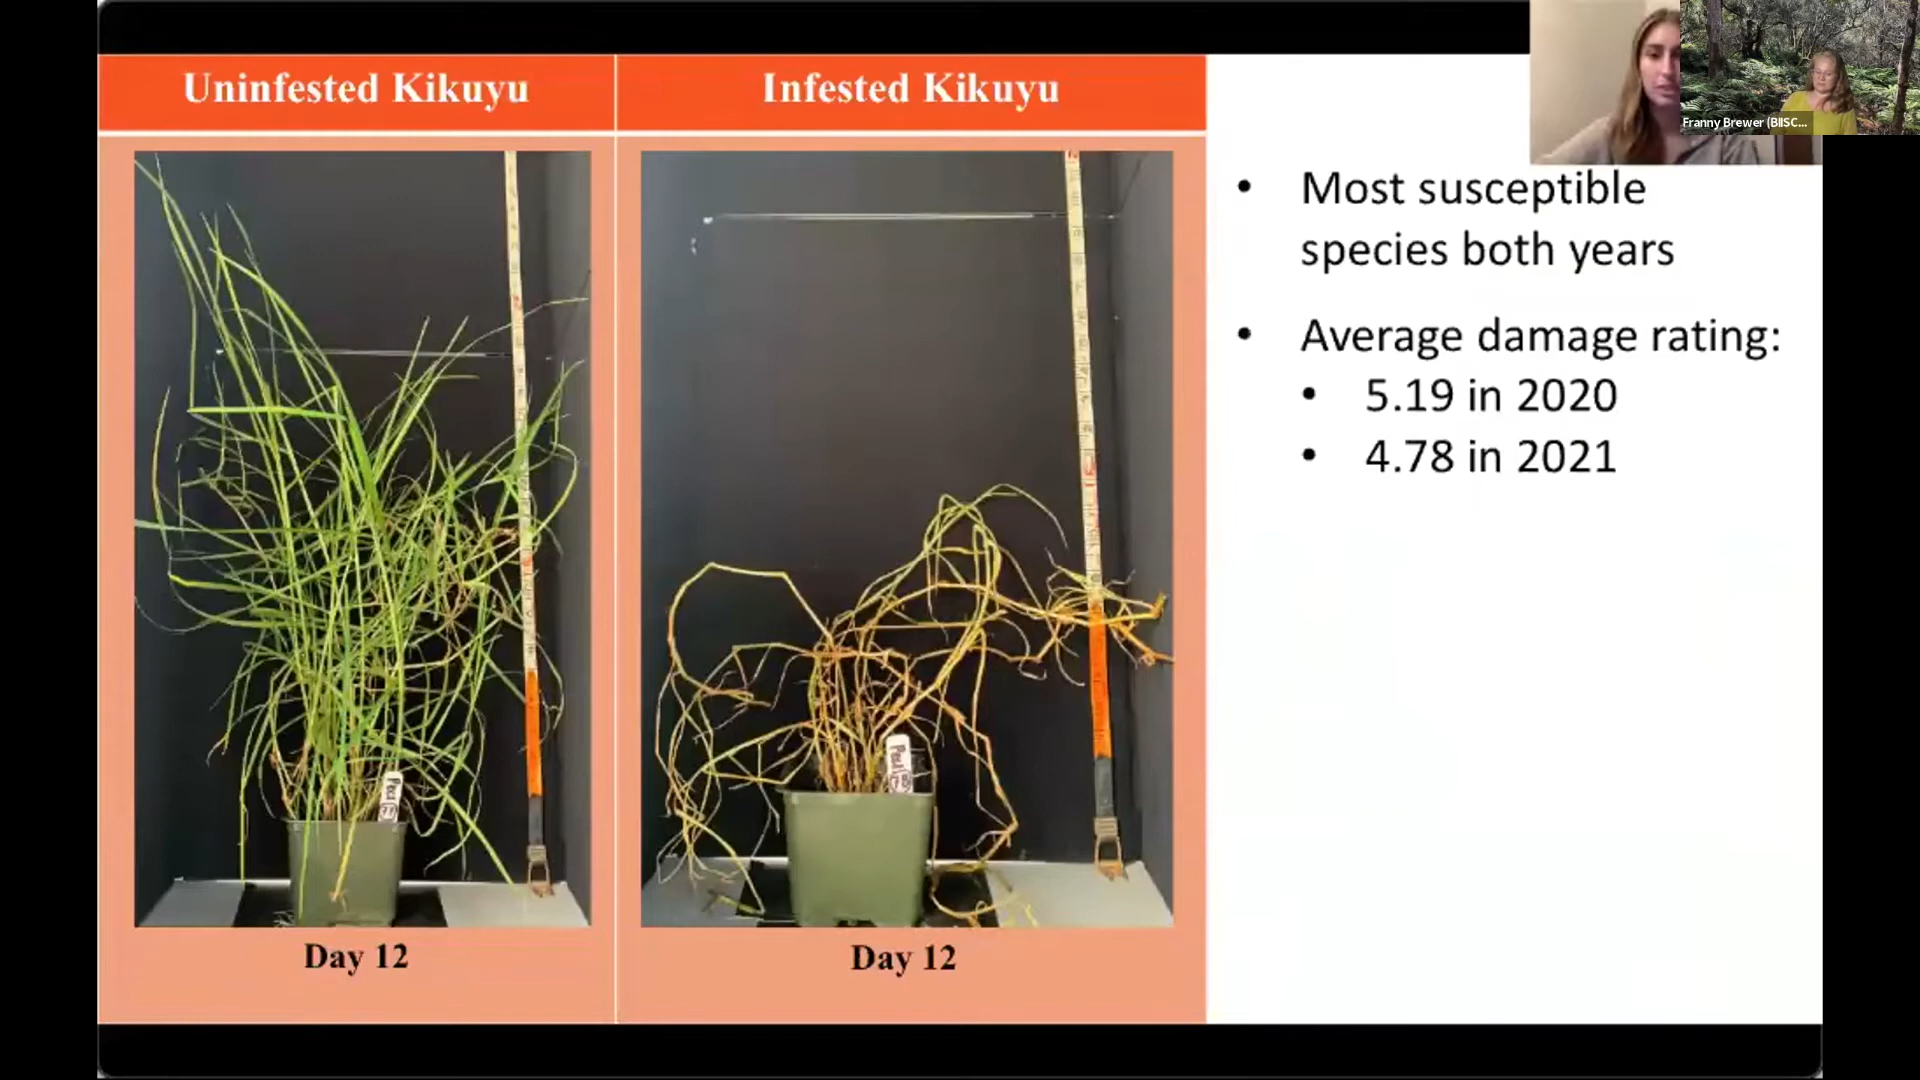 Uninfested Kikuyu
Infested Kikuyu
Franny Brewer (BIISC...
• Most susceptible
species both years
• Average damage rating:
• 5.19 in 2020
• 4.78 in 2021
Day 12
Day 12